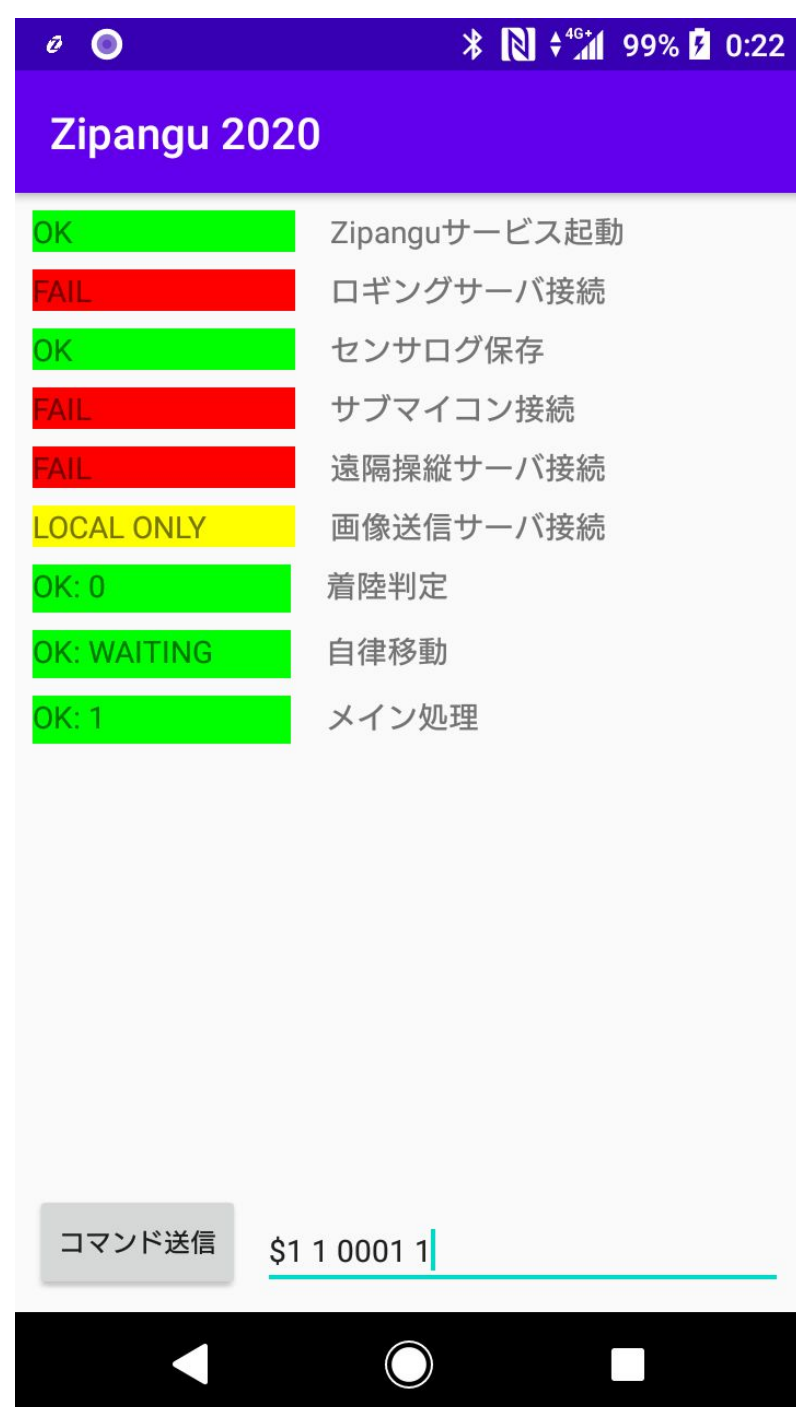 99% 0:22
Zipangu 2020
OK Zipanguサービス起動
FAIL ロギングサーバ接続
OK センサログ保存
FAIL サブマイコン接続
FAIL 遠隔操縦サーバ接続
LOCAL ONLY 画像送信サーバ接続
OK: 0 着陸判定
OK: WAITING 自律移動
OK: 1 メイン処理
コマンド送信 $1 1 0001 1